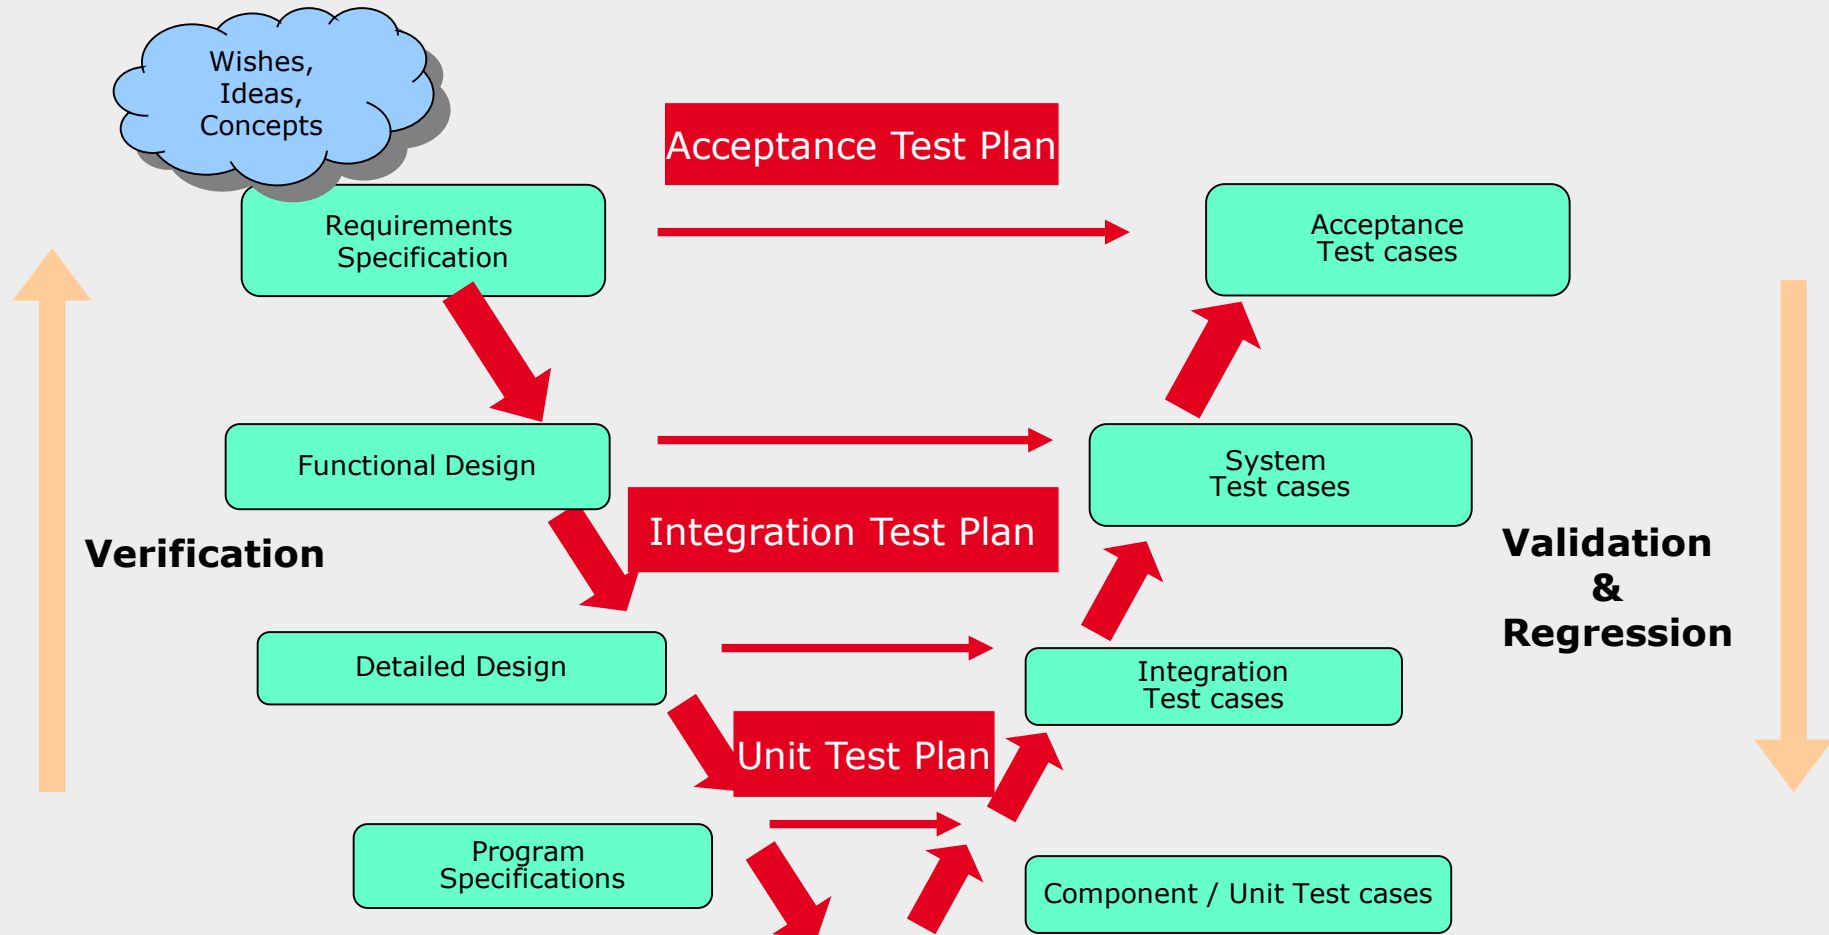 Wishes,
Ideas,
Concepts
Acceptance Test Plan
Requirements
Specification
Acceptance
Test cases
Functional Design
System
Test cases
Integration Test Plan
Verification
Validation
&
Regression
Detailed Design
Integration
Test cases
Unit Test Plan
Program
Specifications
Component / Unit Test cases